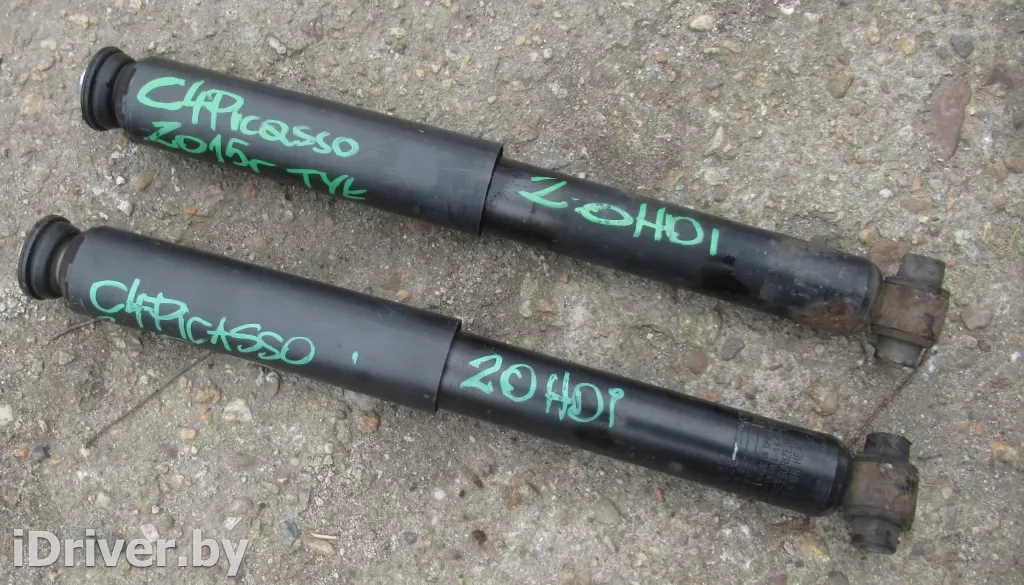 C4Picasso
2015r TYŁ
2.0HDI
C4PICASSO
20HDI
iDriver.by